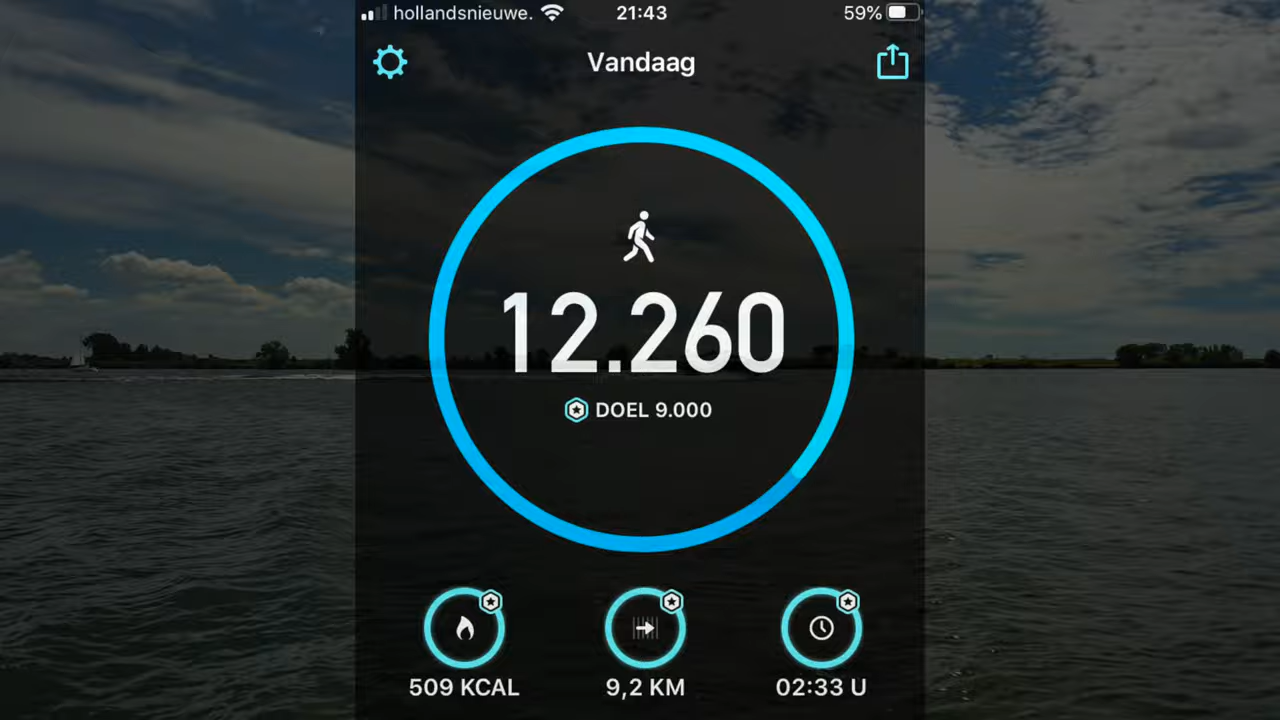 hollandsnieuwe. 21:43 59%
Vandaag
12.260
DOEL 9.000
509 KCAL 9,2 KM 02:33 U